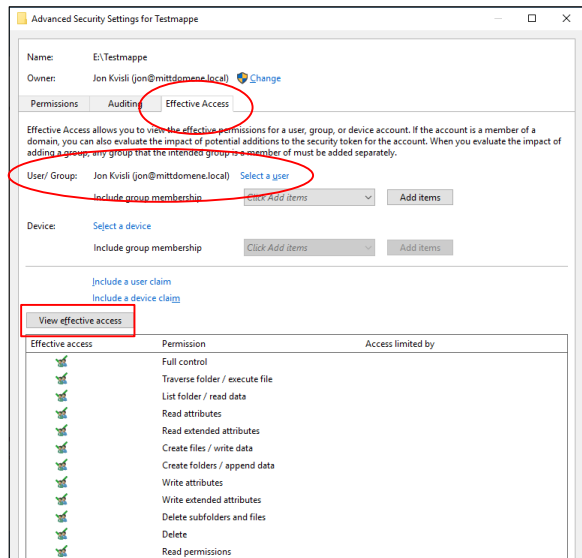 Advanced Security Settings for Testmappe
Name: E:\Testmappe
Owner: Jon Kvisli (jon@mittdomene.local) Change
Permissions Auditing Effective Access
Effective Access allows you to view the effective permissions for a user, group, or device account. If the account is a member of a
domain, you can also evaluate the impact of potential additions to the security token for the account. When you evaluate the impact of
adding a group, any group that the intended group is a member of must be added separately.
User/ Group: Jon Kvisli (jon@mittdomene.local) Select a user
Include group membership Click Add items Add items
Device: Select a device
Include group membership Click Add items Add items
Include a user claim
Include a device claim
View effective access
Effective access Permission Access limited by
Full control
Traverse folder / execute file
List folder / read data
Read attributes
Read extended attributes
Create files / write data
Create folders / append data
Write attributes
Write extended attributes
Delete subfolders and files
Delete
Read permissions